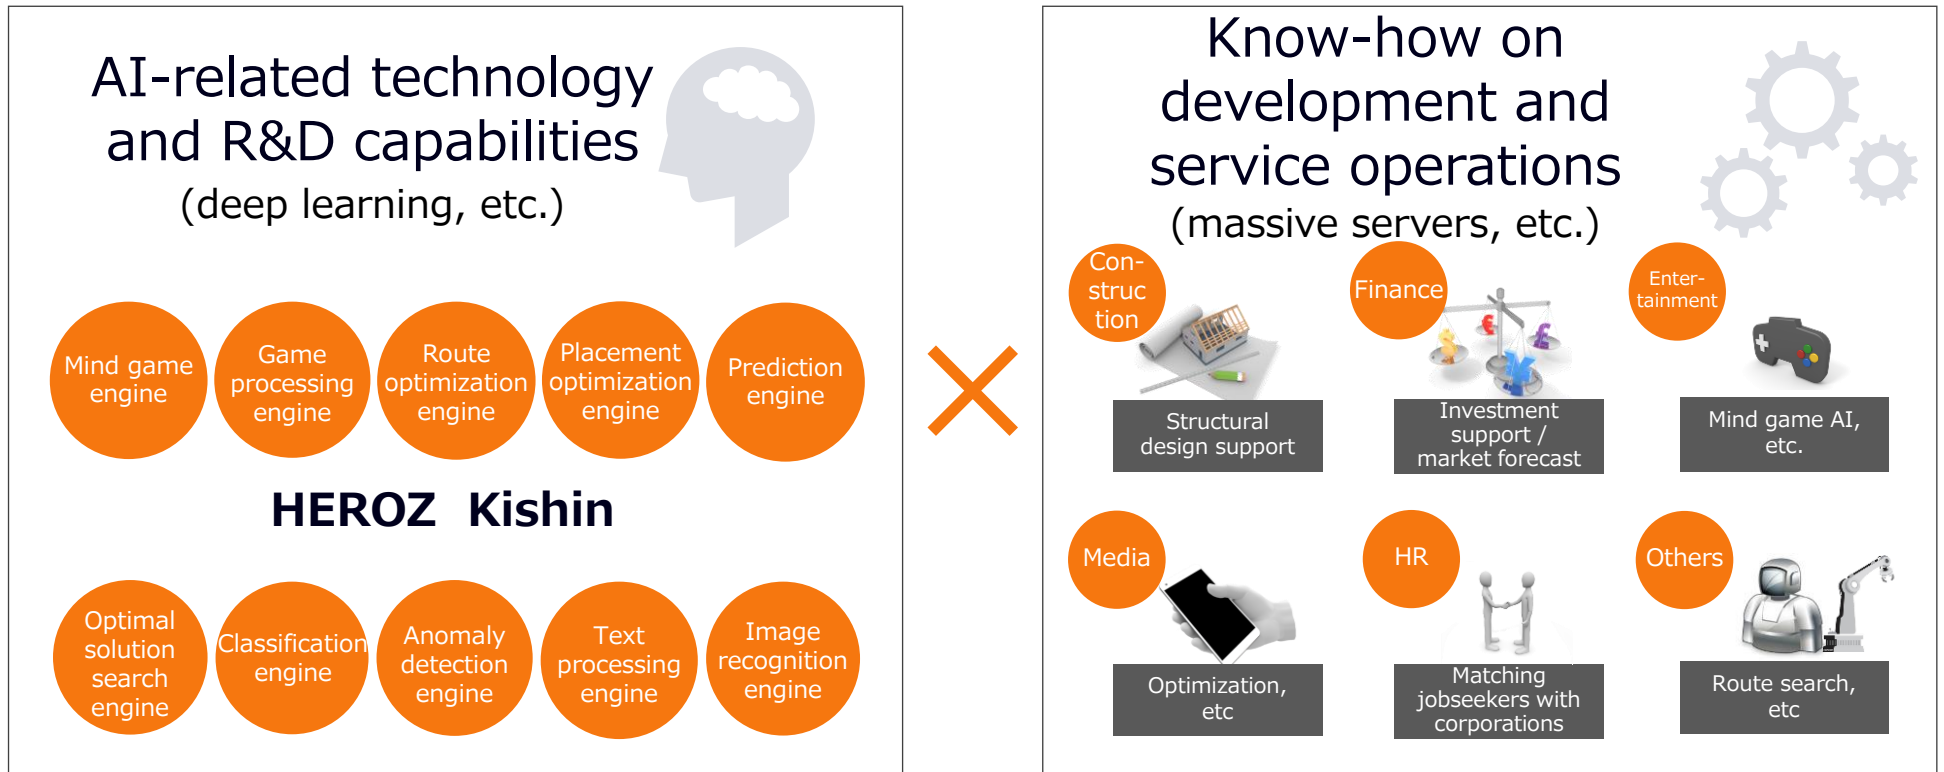 AI-related technology
and R&D capabilities
(deep learning, etc.)
Mind game
engine
Game
processing
engine
Route
optimization
engine
Placement
optimization
engine
Prediction
engine
HEROZ Kishin
Optimal
solution
search
engine
Classification
engine
Anomaly
detection
engine
Text
processing
engine
Image
recognition
engine
Know-how on
development and
service operations
(massive servers, etc.)
Con-
struc
tion
Structural
design support
Finance
Investment
support /
market forecast
Enter-
tainment
Mind game AI,
etc.
Media
Optimization,
etc
HR
Matching
jobseekers with
corporations
Others
Route search,
etc